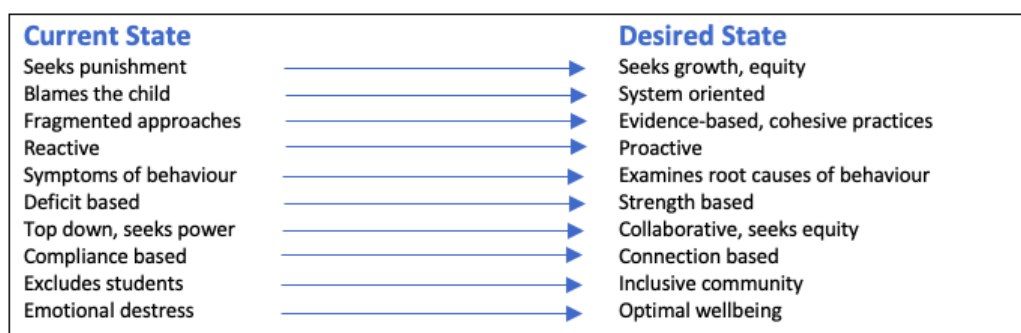 Current State Desired State
Seeks punishment Seeks growth, equity
Blames the child System oriented
Fragmented approaches Evidence-based, cohesive practices
Reactive Proactive
Symptoms of behaviour Examines root causes of behaviour
Deficit based Strength based
Top down, seeks power Collaborative, seeks equity
Compliance based Connection based
Excludes students Inclusive community
Emotional destress Optimal wellbeing